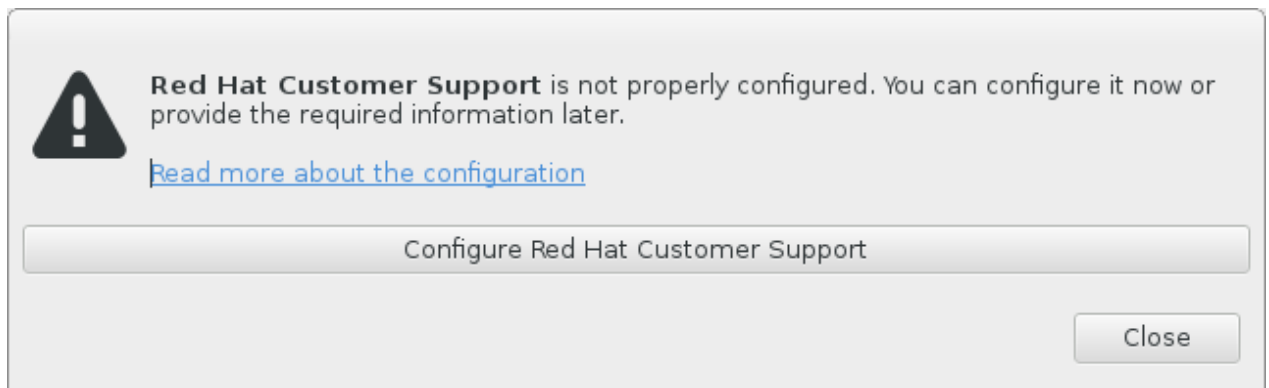 Red Hat Customer Support is not properly configured. You can configure it now or
provide the required information later.
Read more about the configuration
Configure Red Hat Customer Support
Close